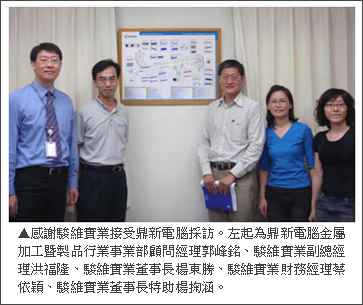 ▲感謝駿維實業接受鼎新電腦採訪。左起為鼎新電腦金屬
加工暨製品行業事業部顧問經理郭峰銘、駿維實業副總經
理洪福隆、駿維實業董事長楊東勝、駿維實業財務經理蔡
依穎、駿維實業董事長特助楊掬涵。